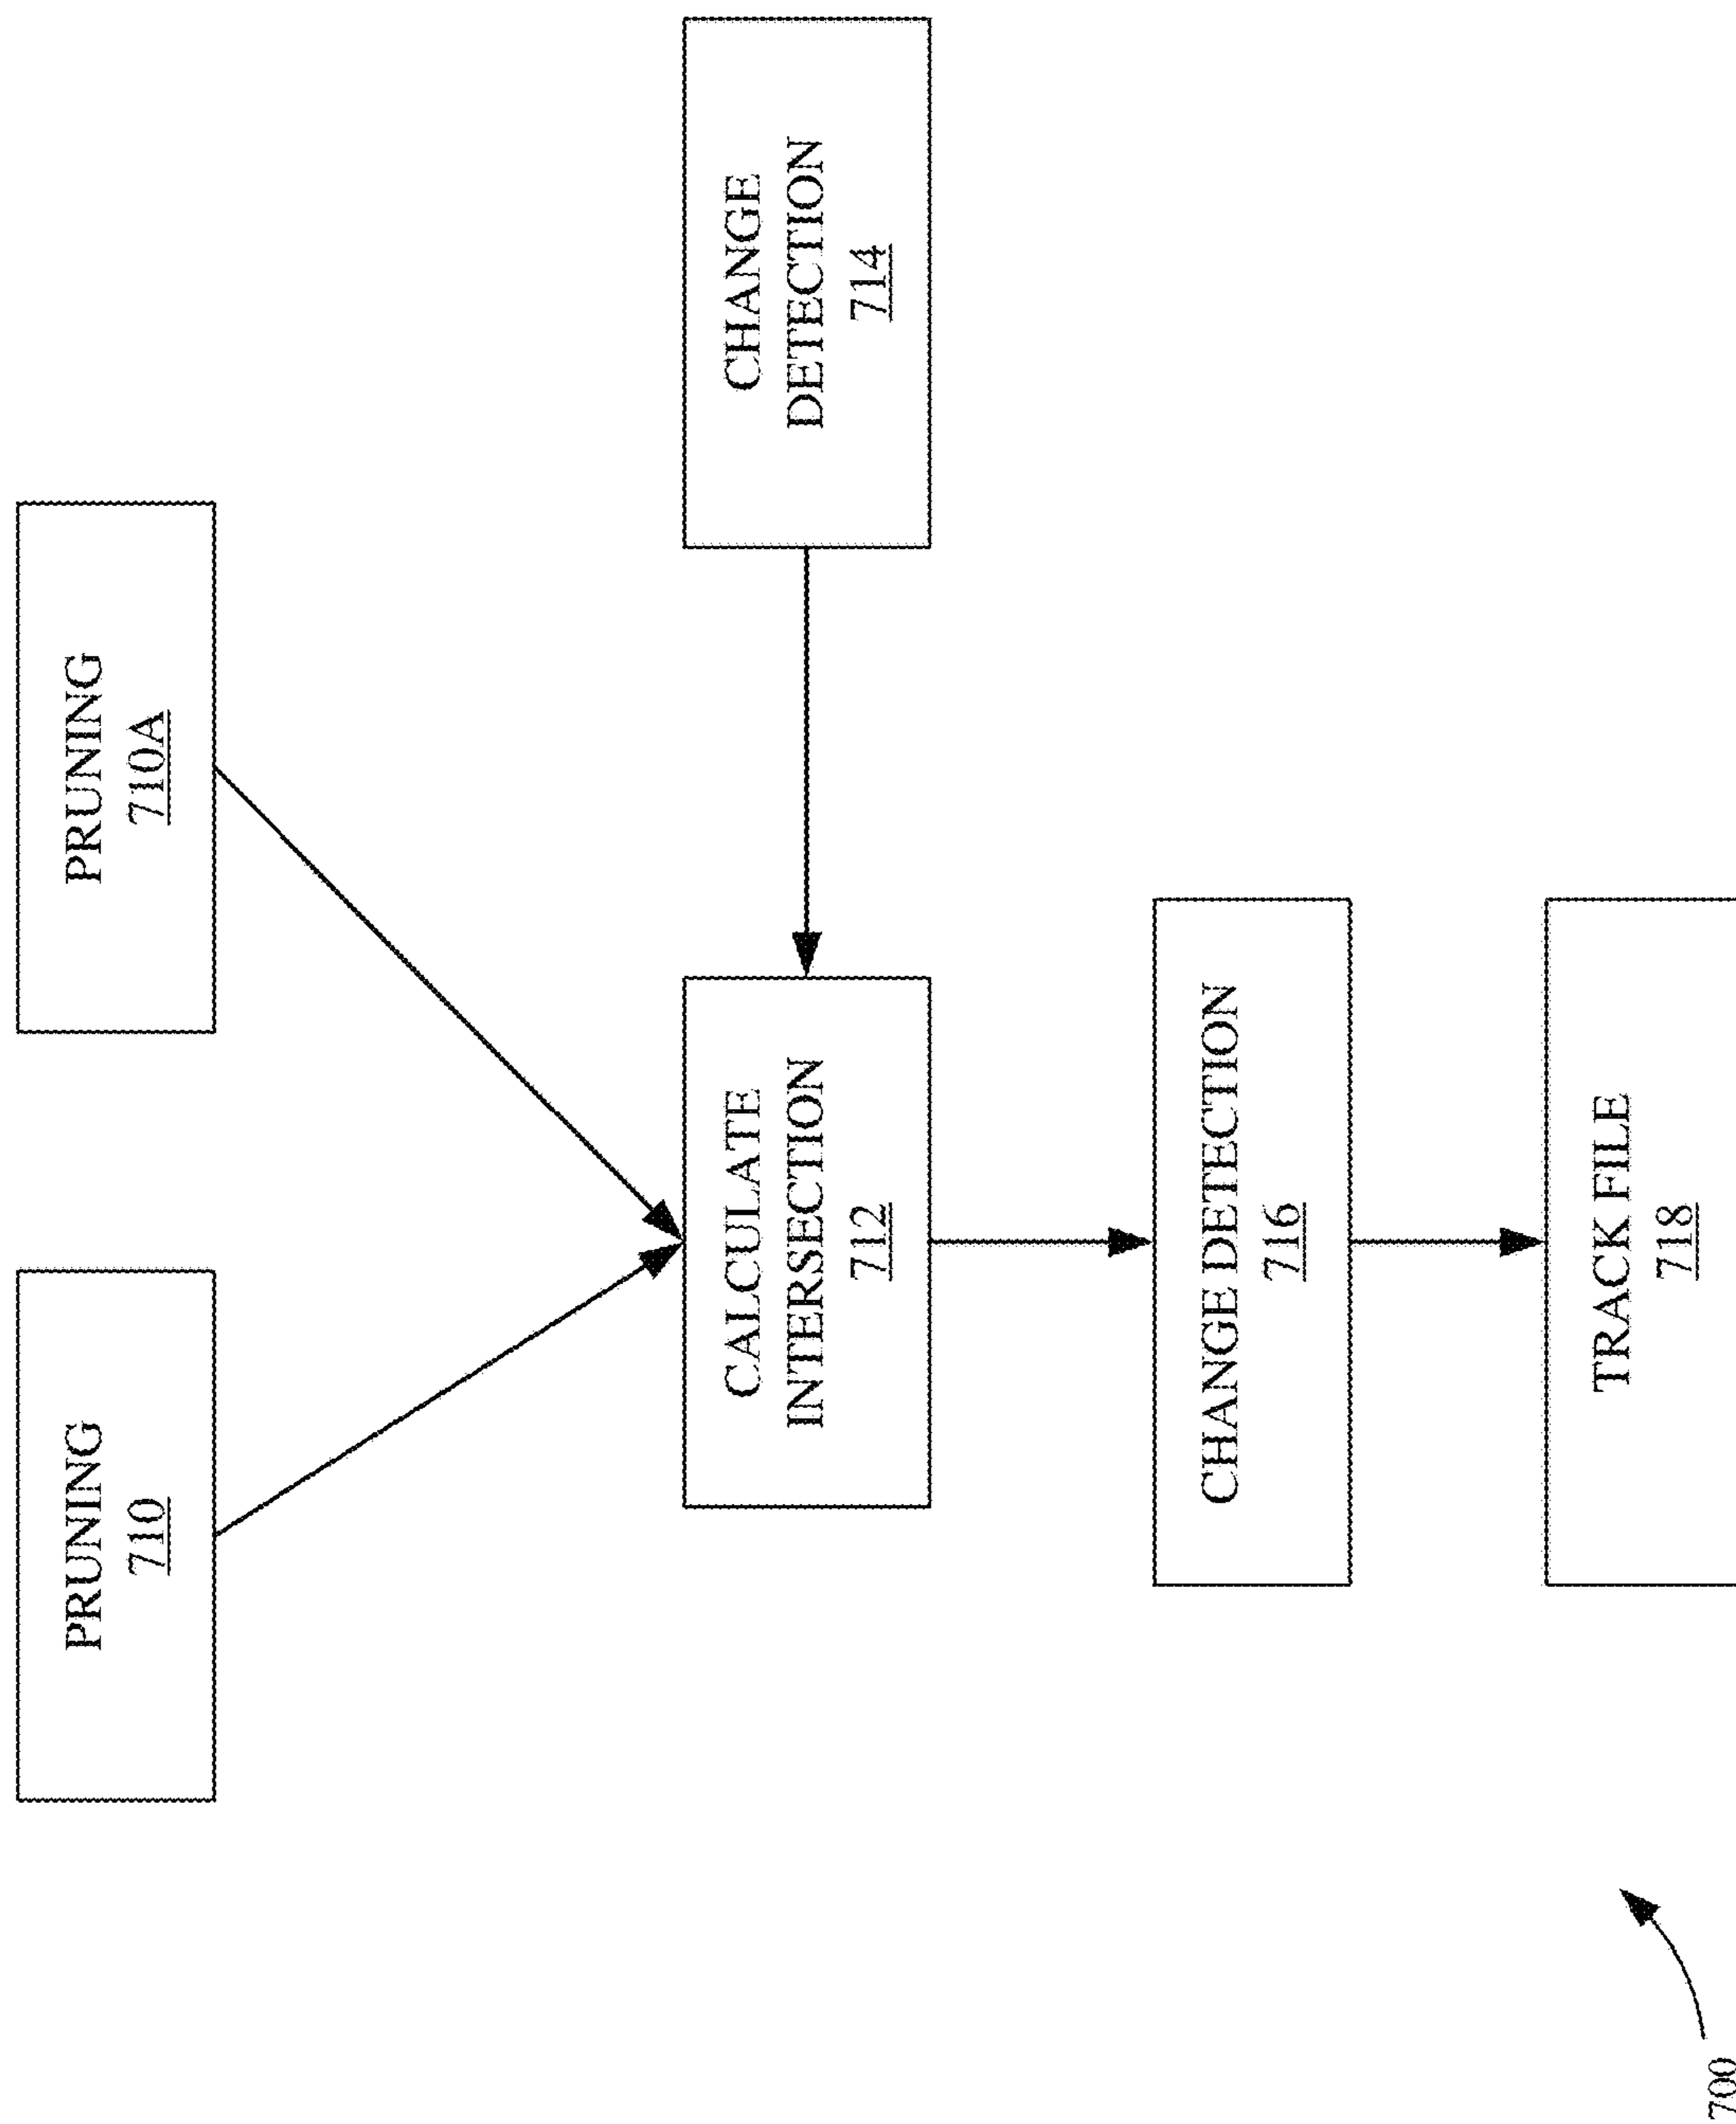 PRUNING
710
PRUNING
710A
CALCULATE
INTERSECTION
712
CHANGE
DETECTION
714
CHANGE DETECTION
716
TRACK FILE
718
700